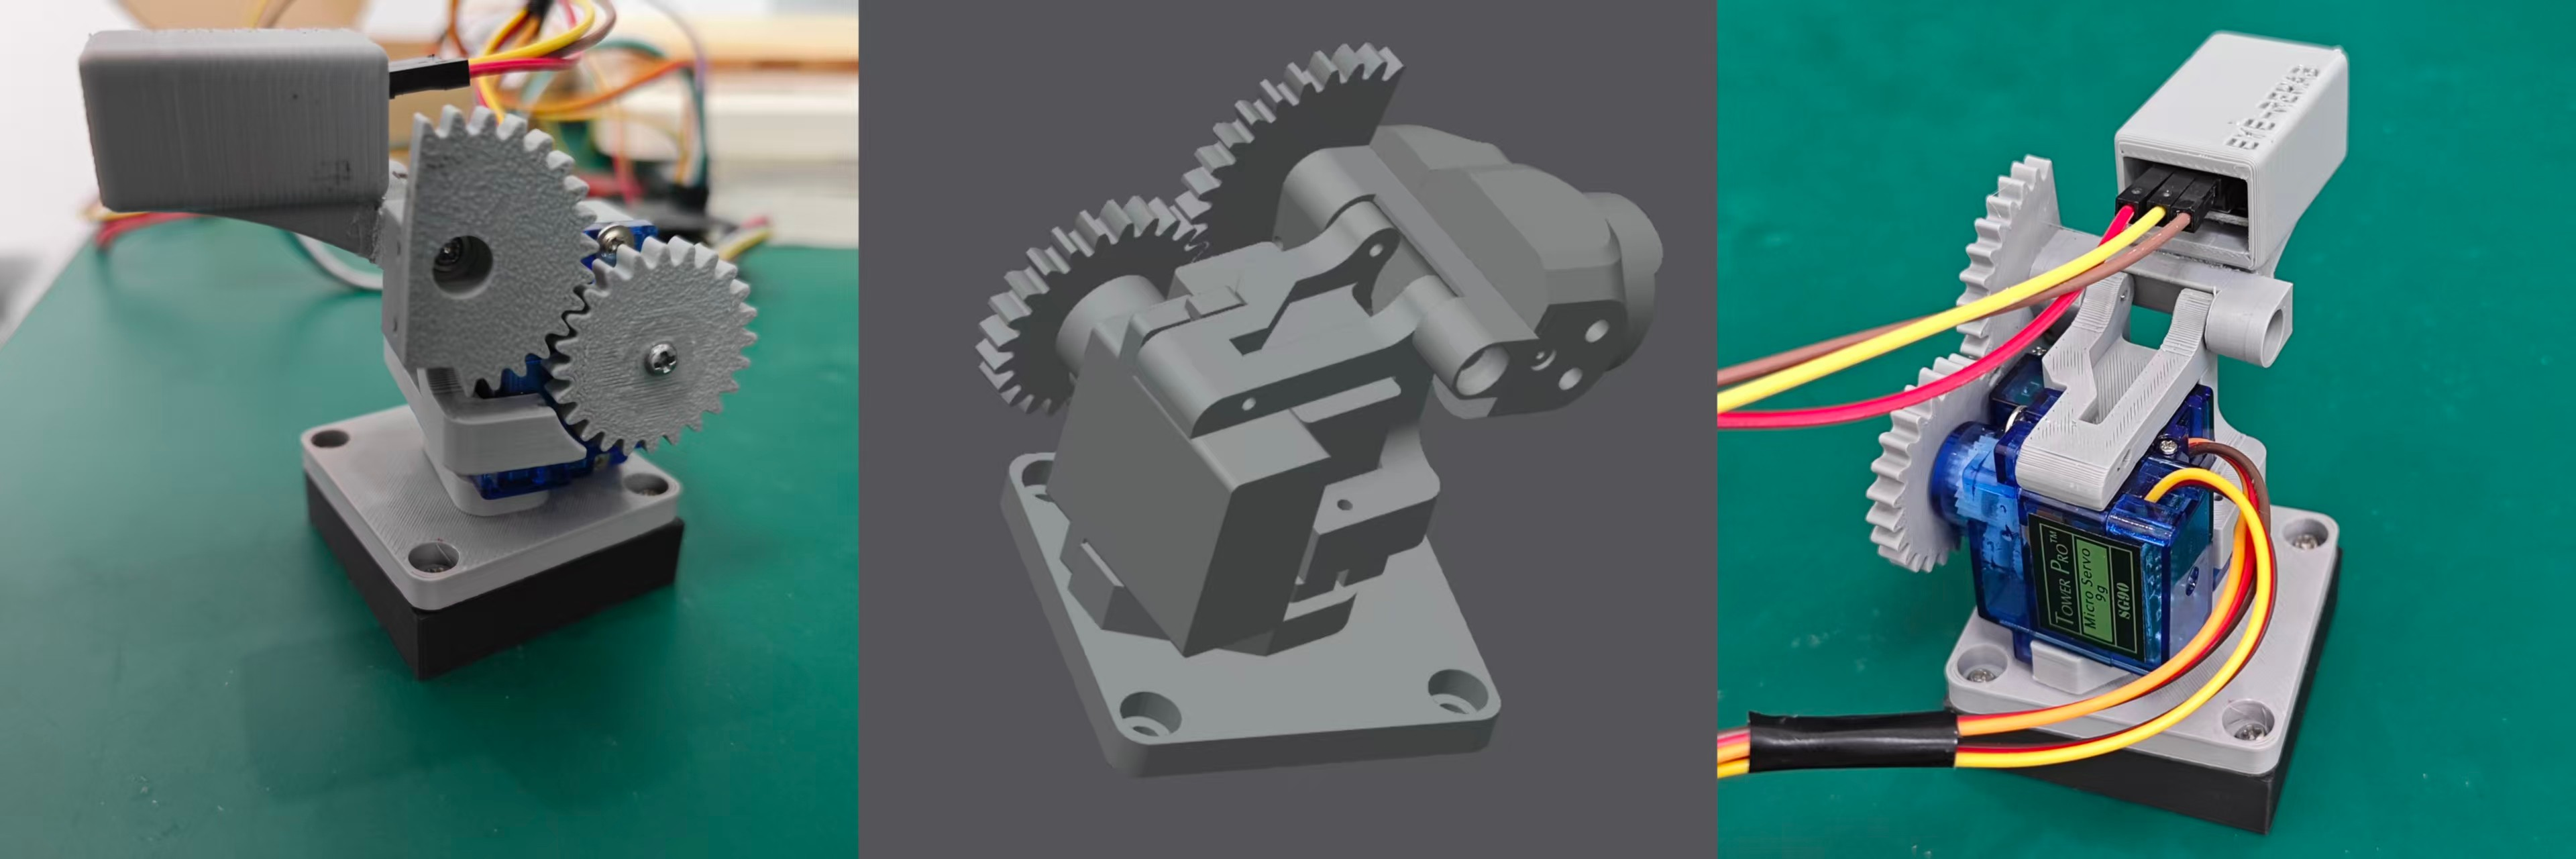 TOWER PRO™
Micro Servo
9g
SG90